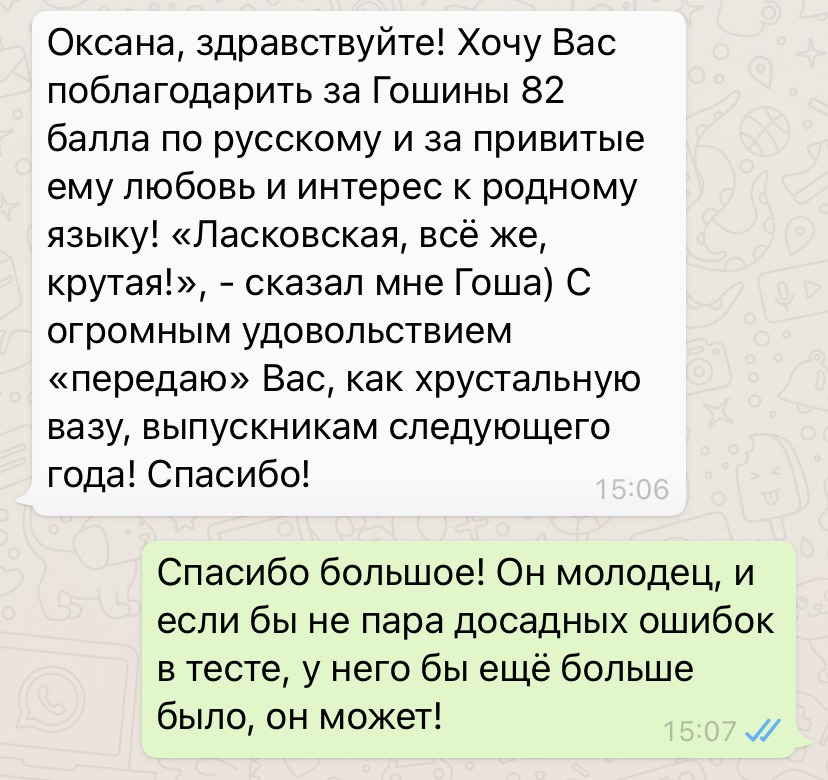 Оксана, здравствуйте! Хочу Вас
поблагодарить за Гошины 82
балла по русскому и за привитые
ему любовь и интерес к родному
языку! «Ласковская, всё же,
крутая!», - сказал мне Гоша) С
огромным удовольствием
«передаю» Вас, как хрустальную
вазу, выпускникам следующего
года! Спасибо!
15:06
Спасибо большое! Он молодец, и
если бы не пара досадных ошибок
в тесте, у него бы ещё больше
было, он может!
15:07